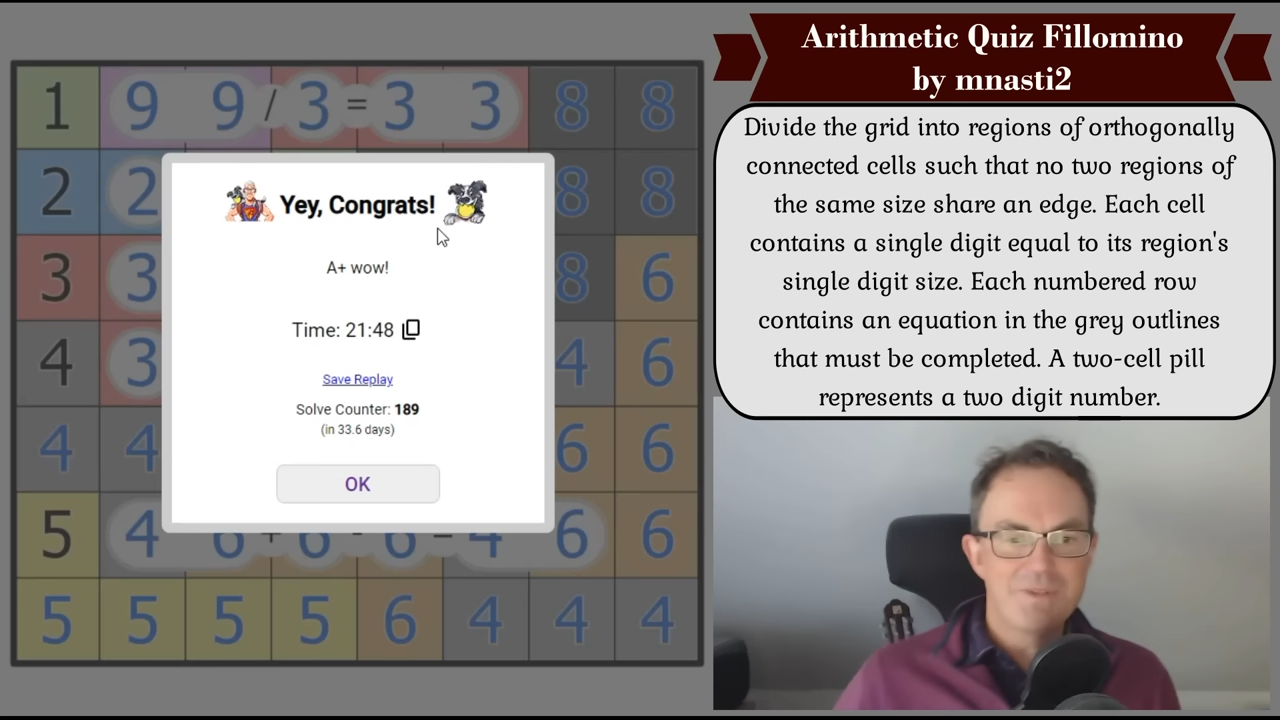 Arithmetic Quiz Fillomino
by mnasti2
Divide the grid into regions of orthogonally
connected cells such that no two regions of
the same size share an edge. Each cell
contains a single digit equal to its region's
single digit size. Each numbered row
contains an equation in the grey outlines
that must be completed. A two-cell pill
represents a two digit number.
1 9 9 / 3 = 3 3 8 8
2 2 8 8
3 3 8 6
4 3 4 6
4 4 6 6
5 4 6 + 6 - 6 = 4 6 6
5 5 5 5 6 4 4 4
Yey, Congrats!
A+ wow!
Time: 21:48
Save Replay
Solve Counter: 189
(in 33.6 days)
OK